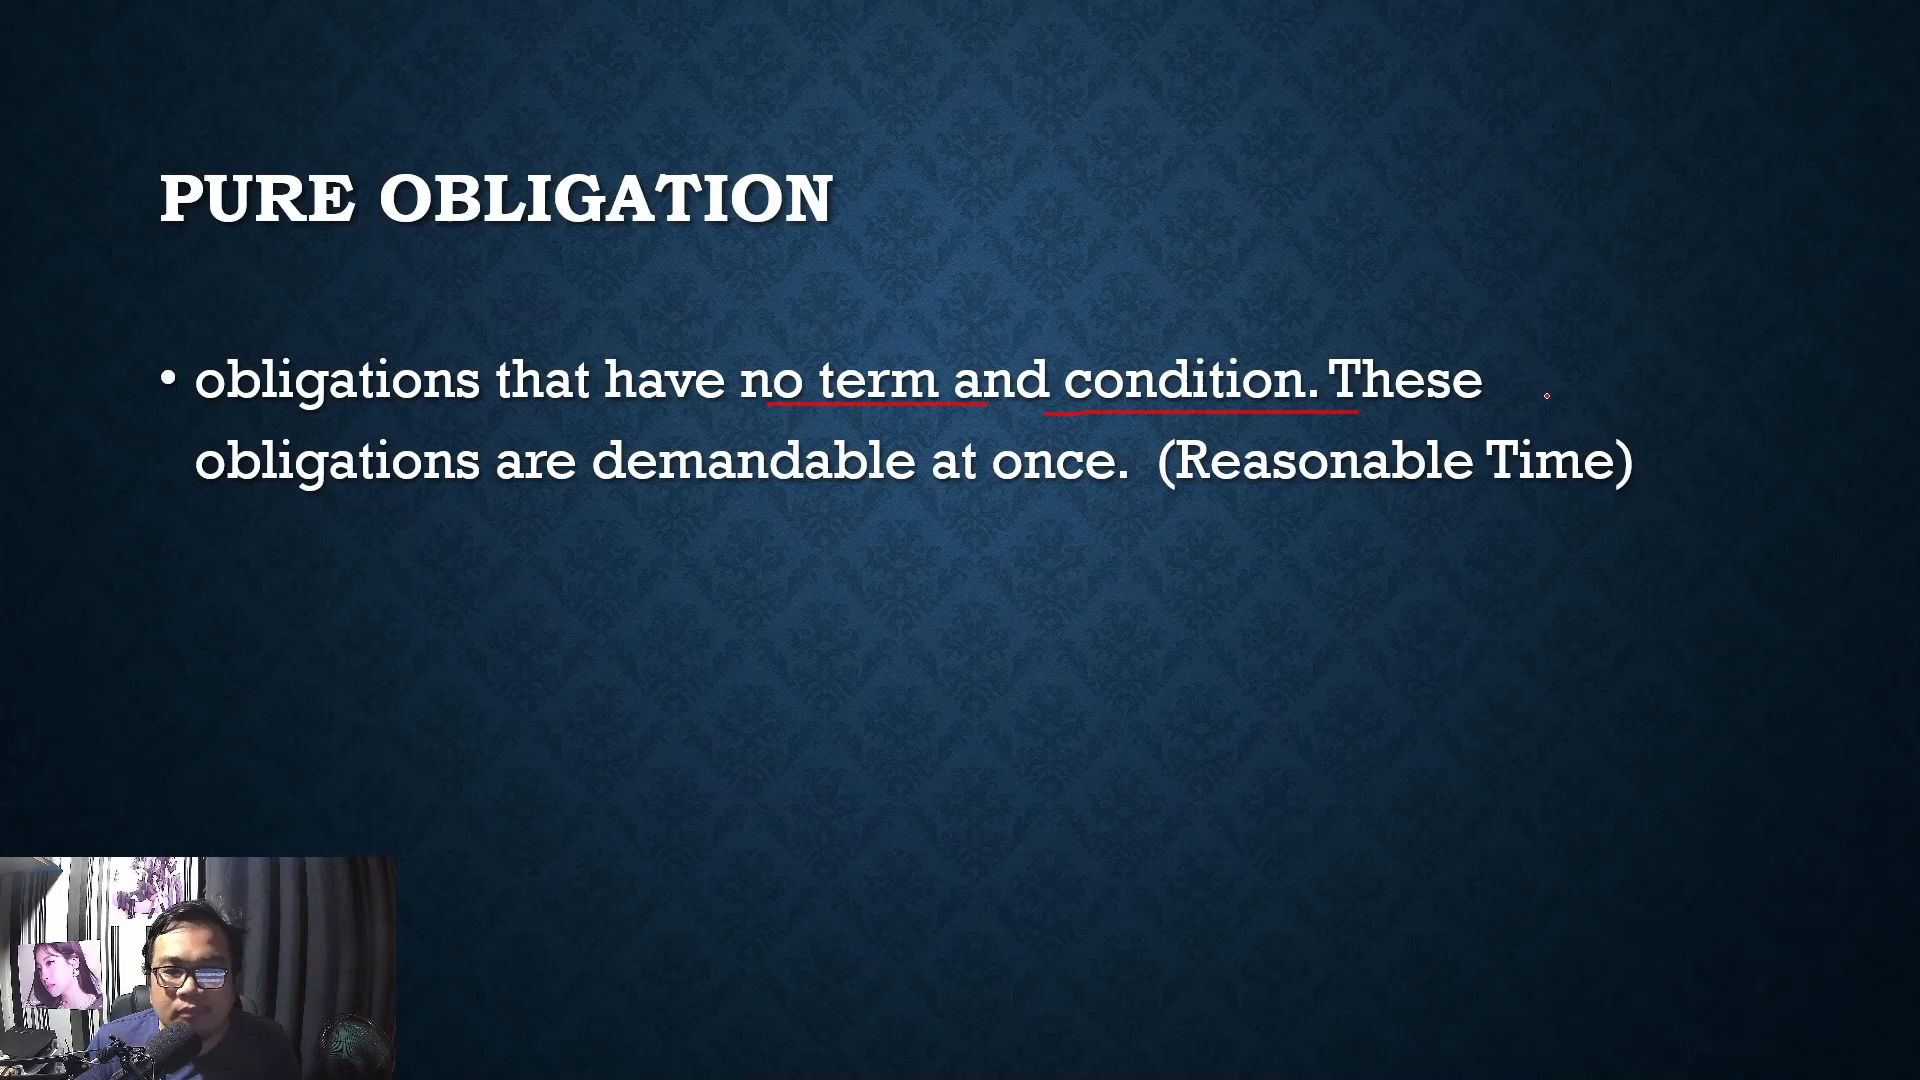 PURE OBLIGATION
• obligations that have no term and condition. These
obligations are demandable at once. (Reasonable Time)